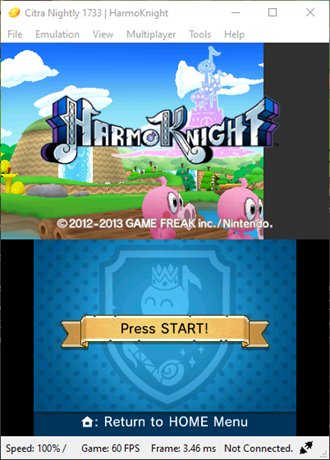 Citra Nightly 1733 | HarmoKnight
File Emulation View Multiplayer Tools Help
HARMOKNIGHT™
© 2012-2013 GAME FREAK inc./Nintendo.
Press START!
: Return to HOME Menu
Speed: 100% / Game: 60 FPS Frame: 3.46 ms Not Connected.